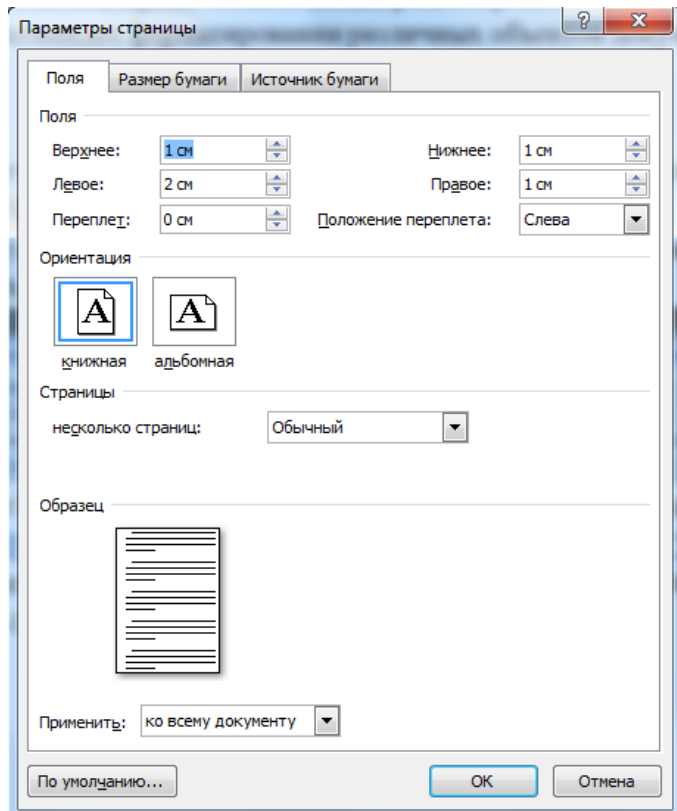 Параметры страницы
Поля Размер бумаги Источник бумаги
Поля
Верхнее: 1 см Нижнее: 1 см
Левое: 2 см Правое: 1 см
Переплет: 0 см Положение переплета: Слева
Ориентация
A A
книжная альбомная
Страницы
несколько страниц: Обычный
Образец
Применить: ко всему документу
По умолчанию... ОК Отмена